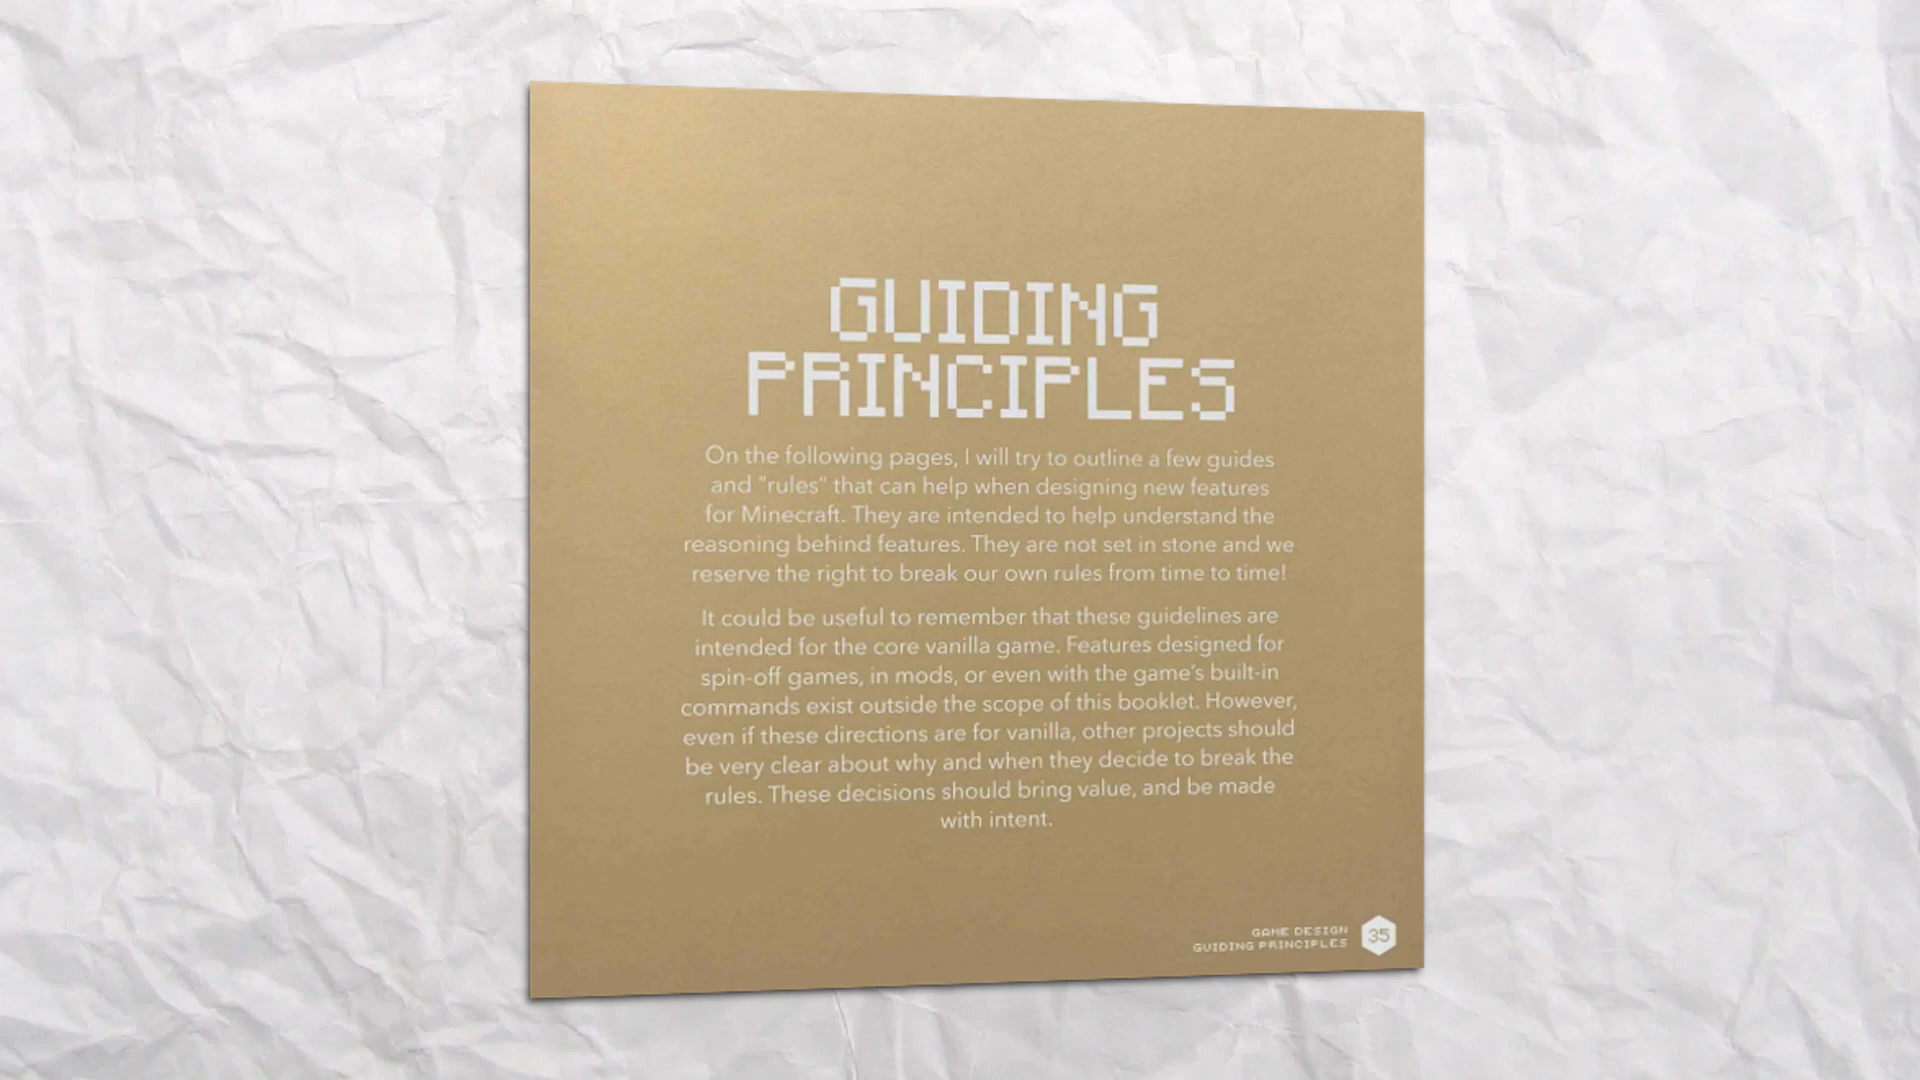 GUIDING
PRINCIPLES
On the following pages, I will try to outline a few guides
and “rules” that can help when designing new features
for Minecraft. They are intended to help understand the
reasoning behind features. They are not set in stone and we
reserve the right to break our own rules from time to time!
It could be useful to remember that these guidelines are
intended for the core vanilla game. Features designed for
spin-off games, in mods, or even with the game’s built-in
commands exist outside the scope of this booklet. However,
even if these directions are for vanilla, other projects should
be very clear about why and when they decide to break the
rules. These decisions should bring value, and be made
with intent.
GAME DESIGN
GUIDING PRINCIPLES
35